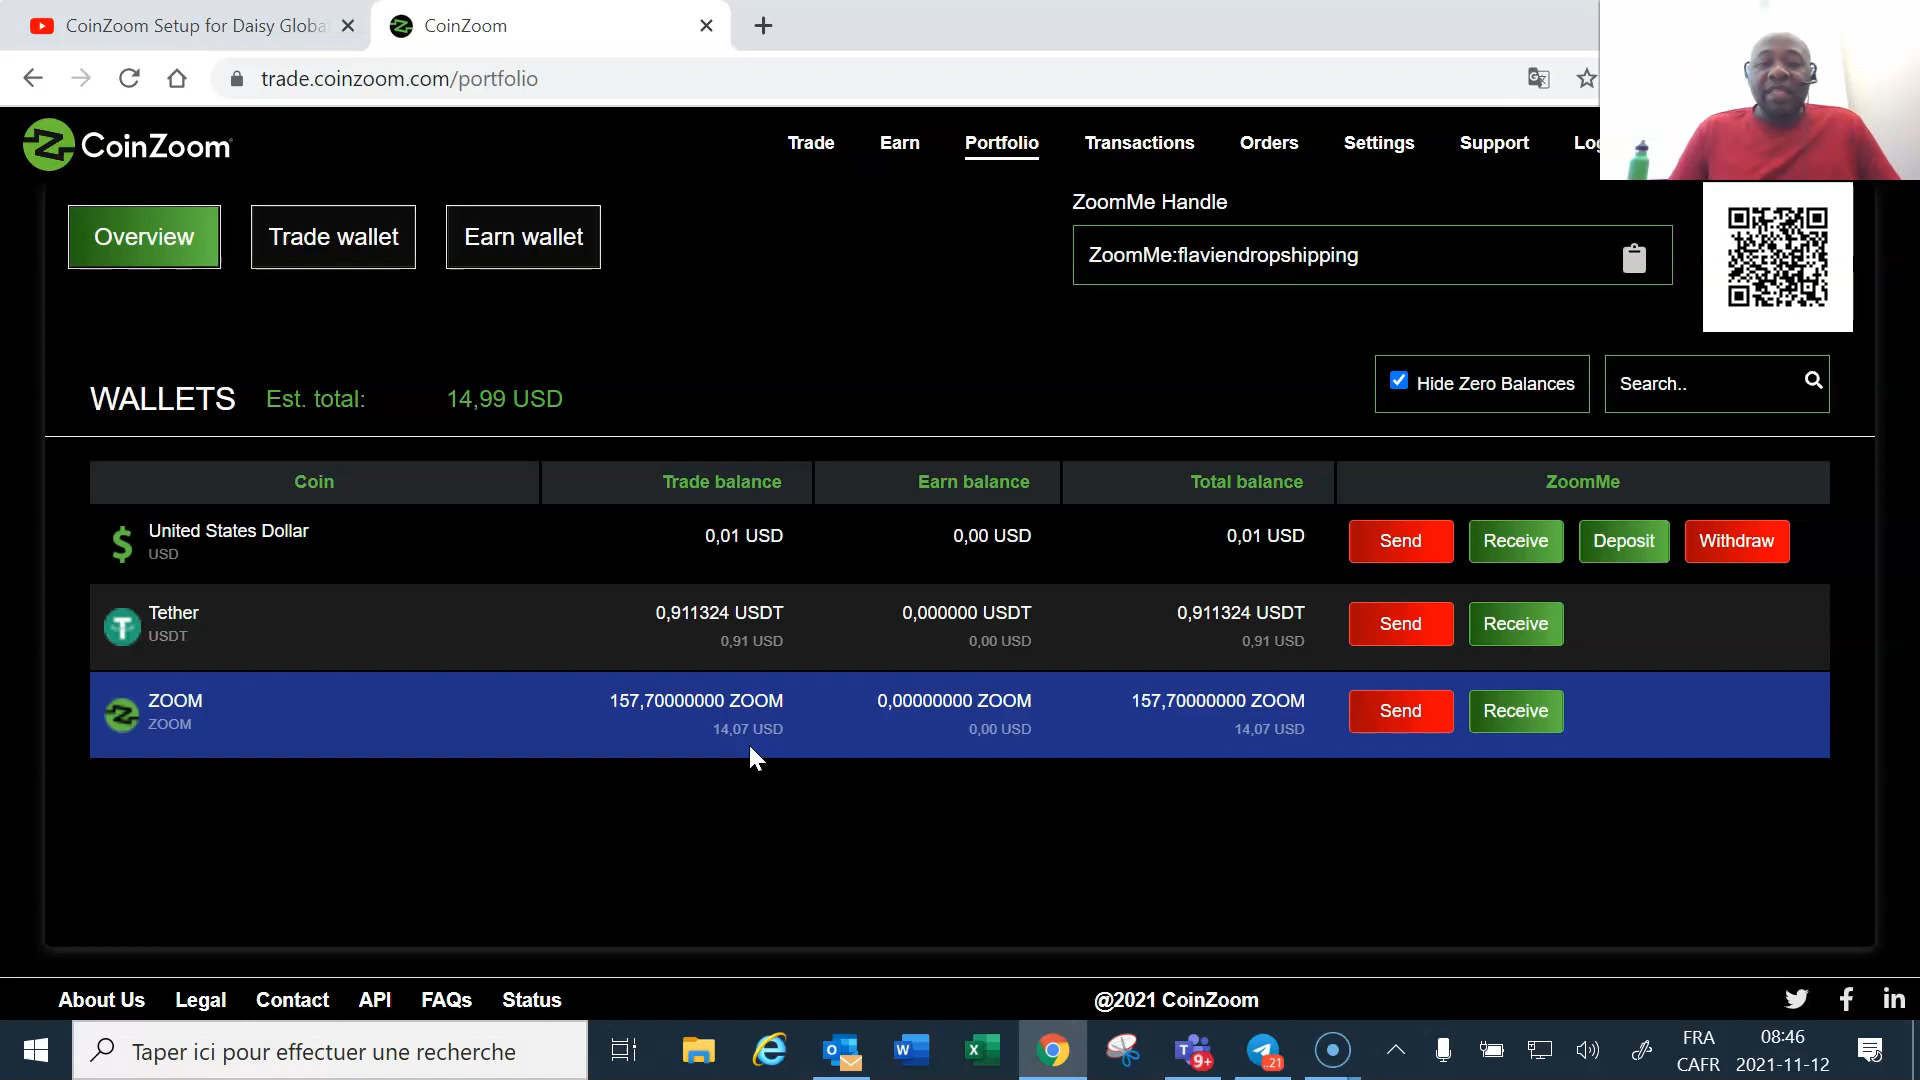 CoinZoom Setup for Daisy Globa
CoinZoom
trade.coinzoom.com/portfolio
CoinZoom
Trade Earn Portfolio Transactions Orders Settings Support Log
Overview Trade wallet Earn wallet
ZoomMe Handle
ZoomMe:flaviendropshipping
WALLETS Est. total: 14,99 USD
Hide Zero Balances Search..
Coin Trade balance Earn balance Total balance ZoomMe
United States Dollar 0,01 USD 0,00 USD 0,01 USD Send Receive Deposit Withdraw
USD
Tether 0,911324 USDT 0,000000 USDT 0,911324 USDT Send Receive
USDT 0,91 USD 0,00 USD 0,91 USD
ZOOM 157,70000000 ZOOM 0,00000000 ZOOM 157,70000000 ZOOM Send Receive
ZOOM 14,07 USD 0,00 USD 14,07 USD
About Us Legal Contact API FAQs Status @2021 CoinZoom
Taper ici pour effectuer une recherche
9+
21
FRA 08:46
CAFR 2021-11-12